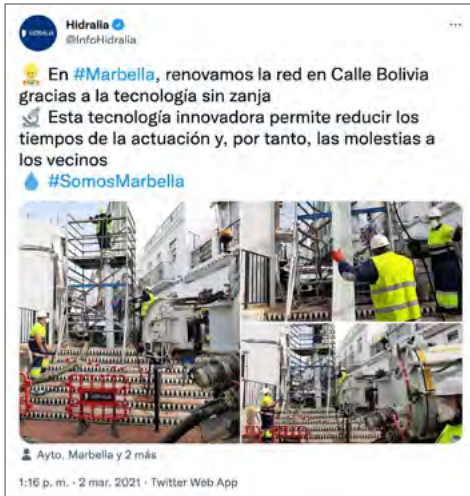 Hidralia
@InfoHidralia
HIDRALIA
En #Marbella, renovamos la red en Calle Bolivia
gracias a la tecnología sin zanja
Esta tecnología innovadora permite reducir los
tiempos de la actuación y, por tanto, las molestias a
los vecinos
#SomosMarbella
HIDRALIA
Ayto. Marbella y 2 más
1:16 p. m. · 2 mar. 2021 · Twitter Web App